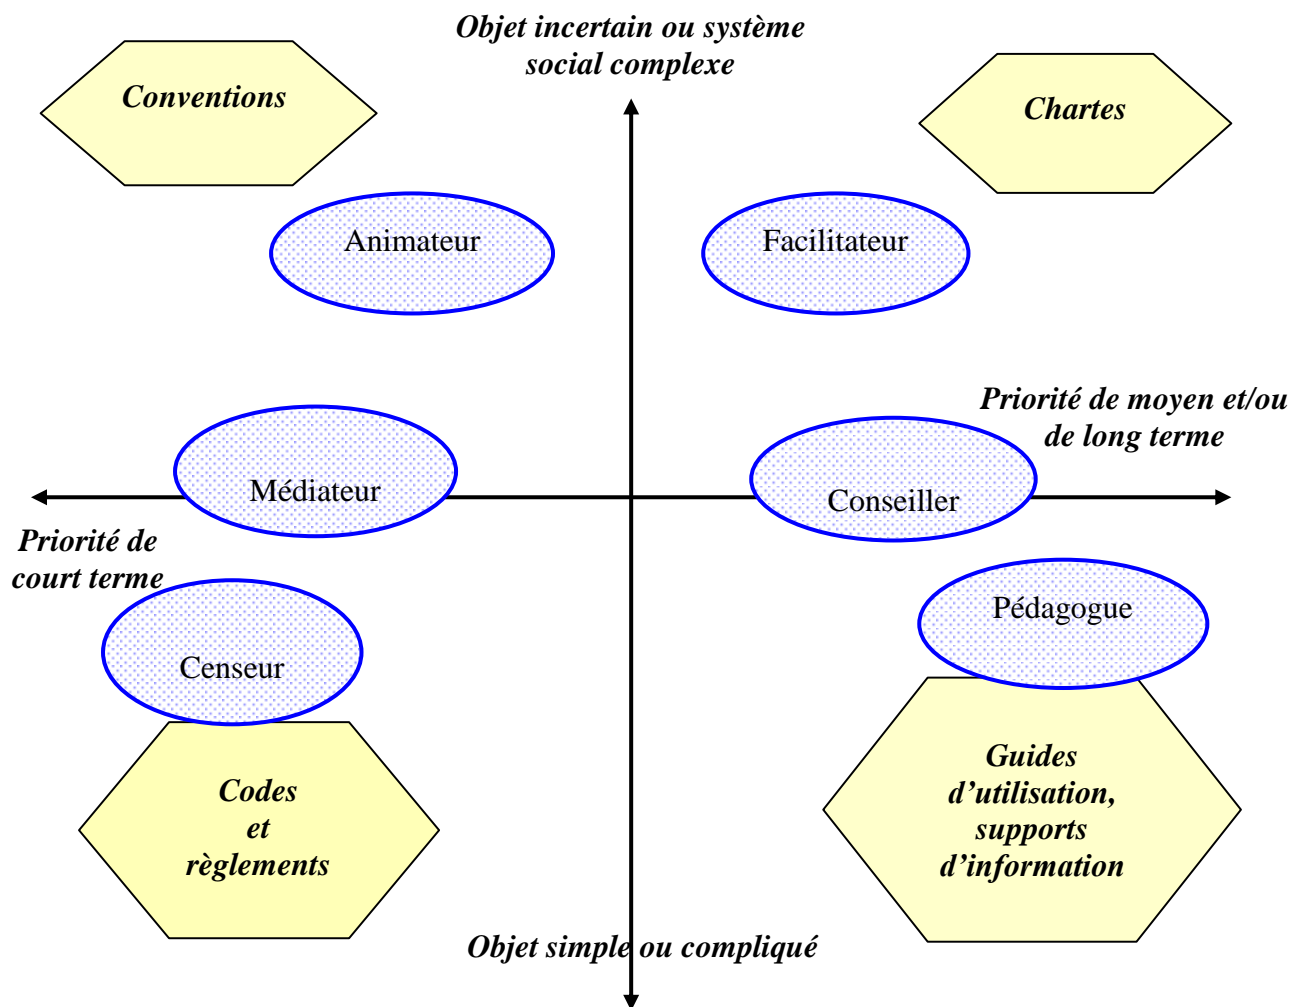 Objet incertain ou système
social complexe
Conventions
Chartes
Animateur
Facilitateur
Priorité de moyen et/ou
de long terme
Médiateur
Conseiller
Priorité de
court terme
Pédagogue
Censeur
Guides
d’utilisation,
supports
d’information
Codes
et
règlements
Objet simple ou compliqué